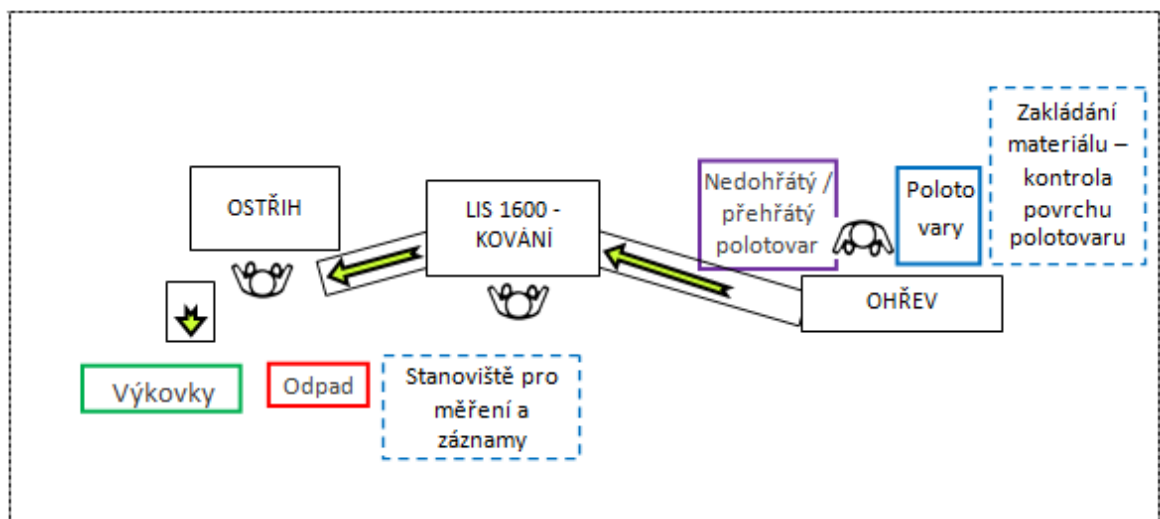 Zakládání
materiálu –
kontrola
povrchu
polotovaru
Poloto
vary
Nedohřátý /
přehřátý
polotovar
OSTŘIH
LIS 1600 -
KOVÁNÍ
OHŘEV
Výkovky
Odpad
Stanoviště pro
měření a
záznamy